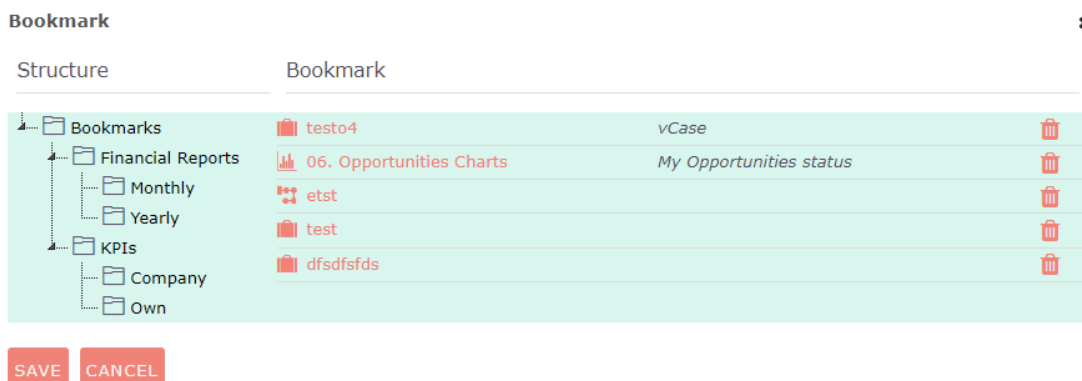 Bookmark
Structure
Bookmark
Bookmarks
Financial Reports
Monthly
Yearly
KPIs
Company
Own
testo4 vCase
06. Opportunities Charts My Opportunities status
etst
test
dfsdfsfds
SAVE CANCEL